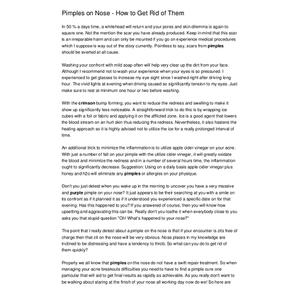 Pimples on Nose - How to Get Rid of Them
In 50 % a days time, a whitehead will return and your pores and skin dilemma is again to
square one. Not the mention the scar you have already produced. Keep in mind that this scar
is an irreparable harm and can only be mounted if you go on experience medical procedures
which I suppose is way out of the story currently. Pointless to say, scars from pimples
should be averted at all cause.
Washing your confront with mild soap often will help very clear up the dirt from your face.
Although I recommend not to wash your experience when your eyes is so pressured. I
experienced to get glasses to increase my eye sight since I wanted right after driving long
hour. The vivid lights at evening when driving caused so significantly tension to my eyes. Just
make sure to rest at minimum one hour or two before washing.
With the crimson bump forming, you want to reduce the redness and swelling to make it
show up significantly less noticeable. A straightforward trick to do this is by wrapping ice
cubes with a foil or fabric and applying it on the afflicted zone. Ice is a good agent that lowers
the blood stream on an hurt skin thus reducing the redness. Nevertheless, it also hastens the
healing approach so it is highly advised not to utilize the ice for a really prolonged interval of
time.
An additional trick to minimize the inflammation is to utilize apple cider vinegar on your acne.
With just a number of fall on your pimple with the utilize cider vinegar, it will greatly oxidate
the blood and minimize the redness and in a number of several hours time, the inflammation
ought to significantly decrease. Suggestion: Using on a daily basis apple cider vinegar plus
honey and h2o will eliminate any pimples or allergies on your physique.
Don't you just detest when you wake up in the morning to uncover you have a very massive
and purple pimple on your nose? It just appears to be their searching at you with a smile on
its confront as if it planned it as if it understood you experienced a specific date on for that
evening. Has this happened to you? If you answered of course, then you will know how
upsetting and aggravating this can be. Really don't you loathe it when everybody close to you
asks you that stupid question "Oh! What's happened to your nose?"
The point that I really detest about a pimple on the nose is that if your encounter is zits free of
charge then that zit on the nose will be very obvious. Nose plastes in my knowledge are
inclined to be distressing and have a tendency to throb. So what can you do to get rid of
them quickly?
Properly we all know that pimples on the nose do not have a swift repair treatment. So when
managing your acne breakouts difficulties you need to have to find a simple cure one
particular that will aid to get final results as rapidly as achievable. As you really don't want to
be walking about staring at the finish of your nose all working day now do we! So here are